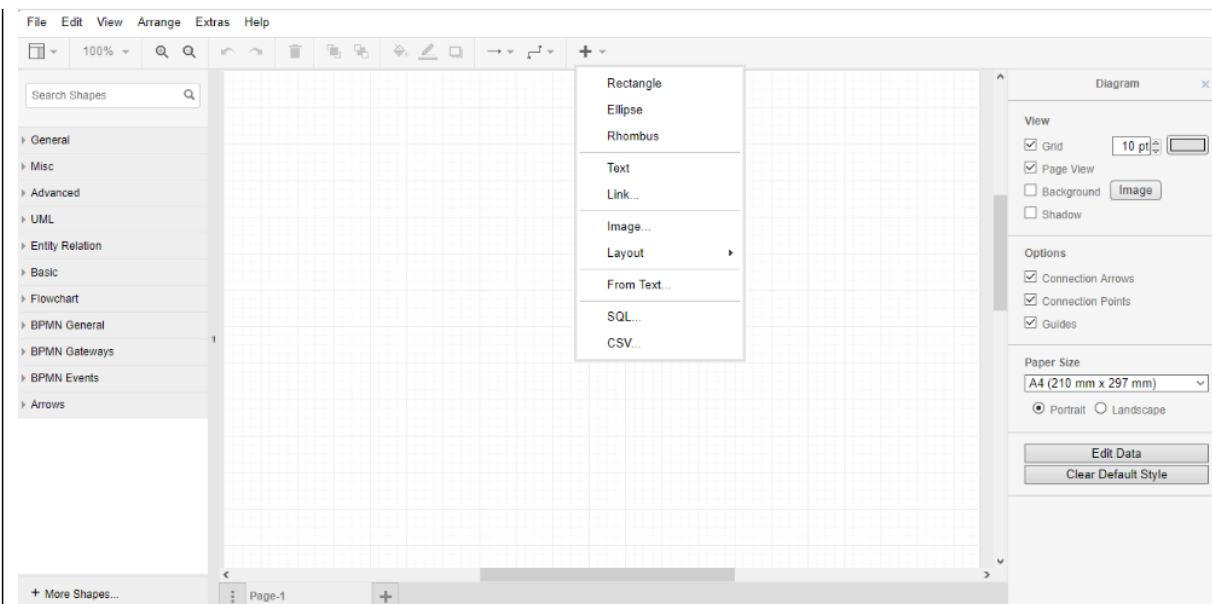 File Edit View Arrange Extras Help
100%
Search Shapes
General
Misc
Advanced
UML
Entity Relation
Basic
Flowchart
BPMN General
BPMN Gateways
BPMN Events
Arrows
+ More Shapes...
Rectangle
Ellipse
Rhombus
Text
Link...
Image...
Layout
From Text...
SQL...
CSV...
Page-1
Diagram
View
Grid 10 pt
Page View
Background Image
Shadow
Options
Connection Arrows
Connection Points
Guides
Paper Size
A4 (210 mm x 297 mm)
Portrait Landscape
Edit Data
Clear Default Style